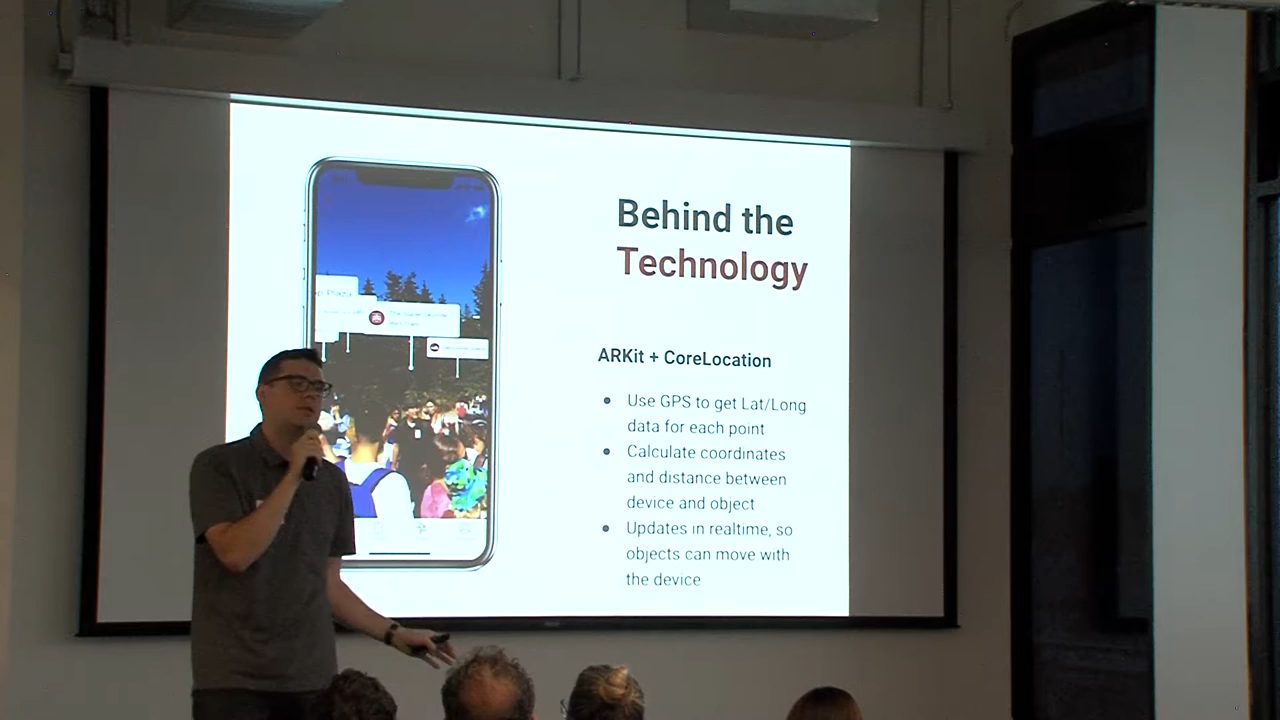 Behind the
Technology
ARKit + CoreLocation
Use GPS to get Lat/Long
data for each point
Calculate coordinates
and distance between
device and object
Updates in realtime, so
objects can move with
the device
Plaza